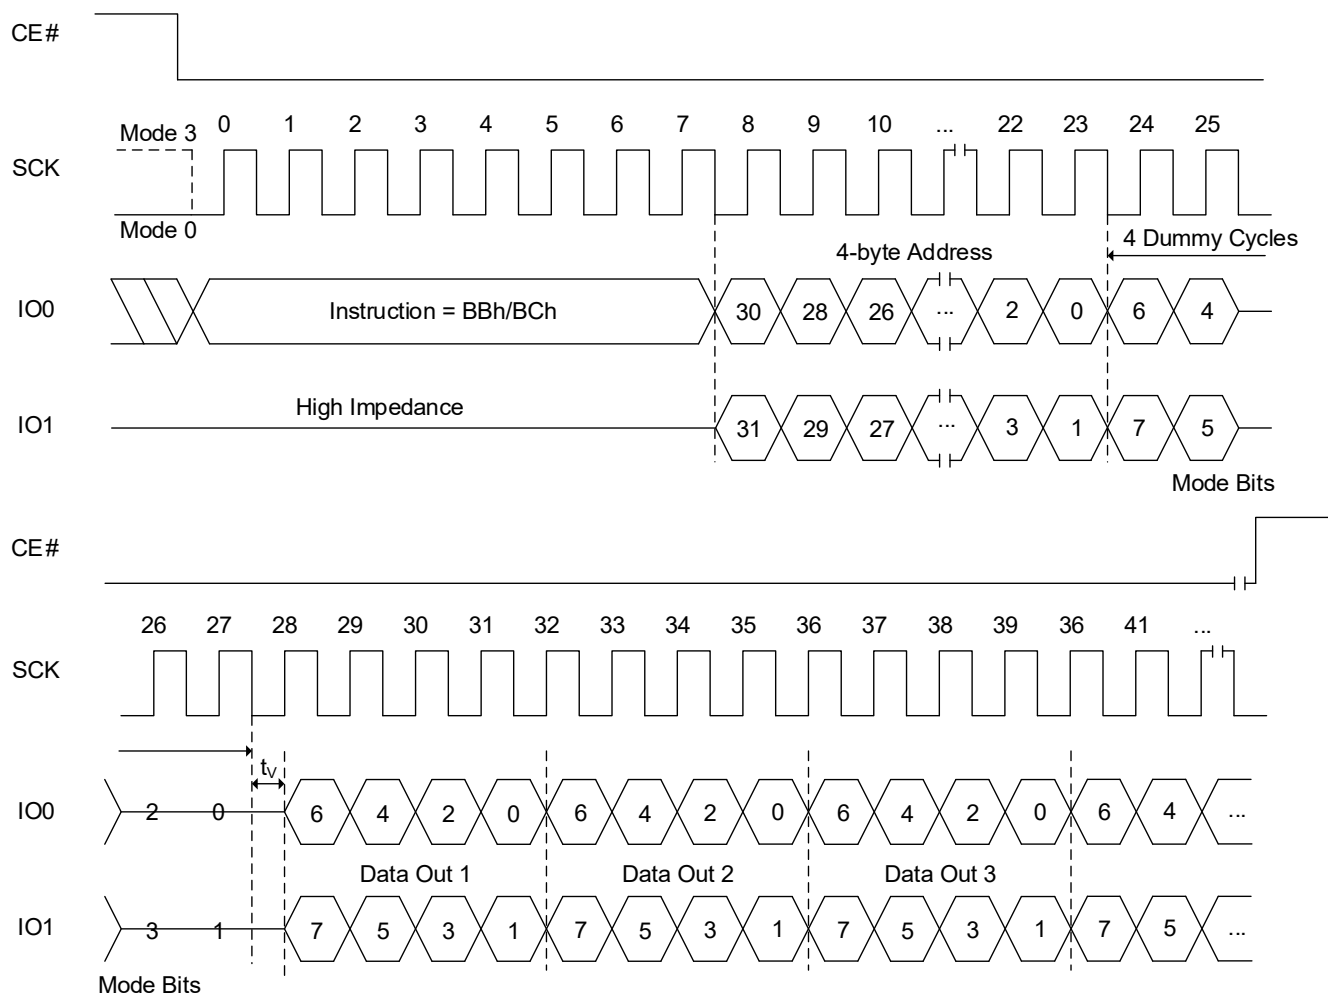 CE#
0 1 2 3 4 5 6 7 8 9 10 ... 22 23 24 25
Mode 3
SCK
Mode 0
4-byte Address
4 Dummy Cycles
IO0
Instruction = BBh/BCh
30 28 26 ... 2 0 6 4
High Impedance
IO1
31 29 27 ... 3 1 7 5
Mode Bits
CE#
26 27 28 29 30 31 32 33 34 35 36 37 38 39 36 41 ...
SCK
tV
IO0
2 0 6 4 2 0 6 4 2 0 6 4 2 0 6 4 ...
Data Out 1 Data Out 2 Data Out 3
IO1
3 1 7 5 3 1 7 5 3 1 7 5 3 1 7 5 ...
Mode Bits